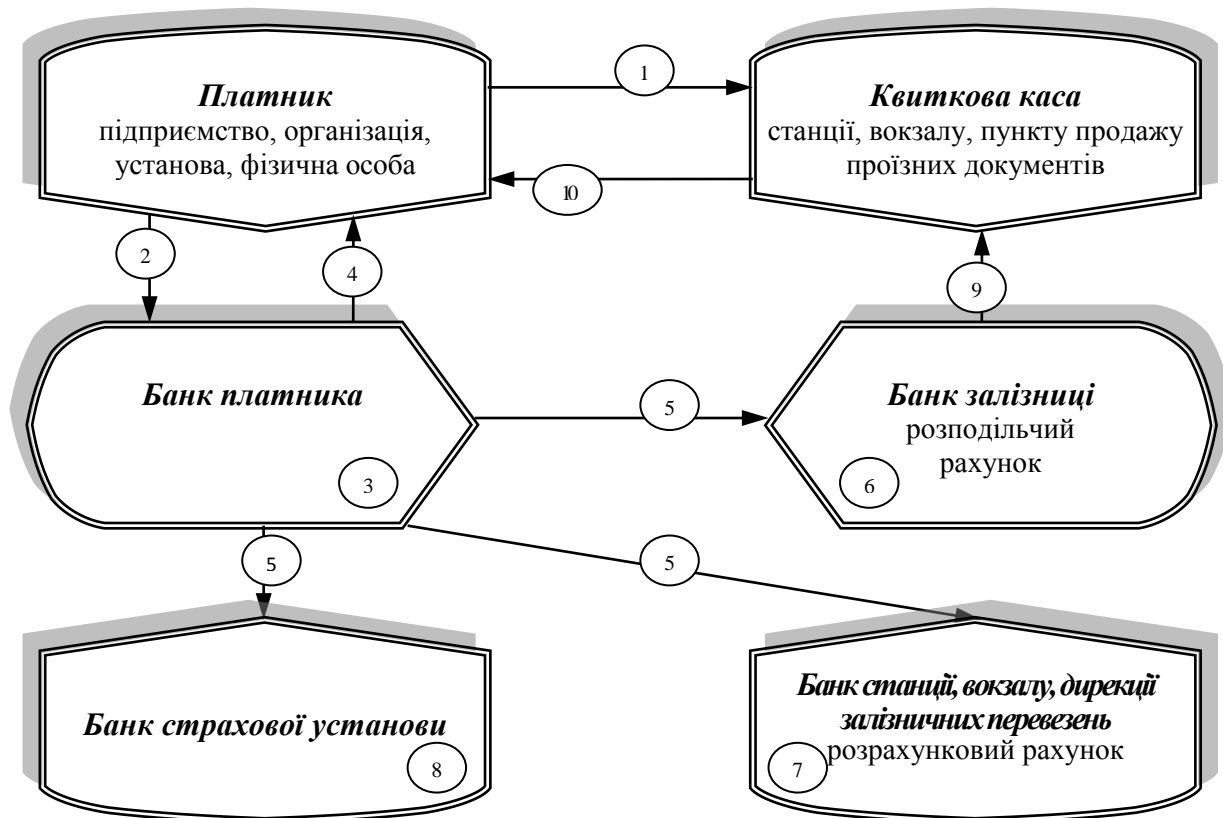 Платник
підприємство, організація,
установа, фізична особа
1
Квиткова каса
станції, вокзалу, пункту продажу
проїзних документів
10
2
4
9
Банк платника
3
5
Банк залізниці
розподільчий
рахунок
6
5
5
Банк страхової установи
8
Банк станції, вокзалу, дирекції
залізничних перевезень
розрахунковий рахунок
7